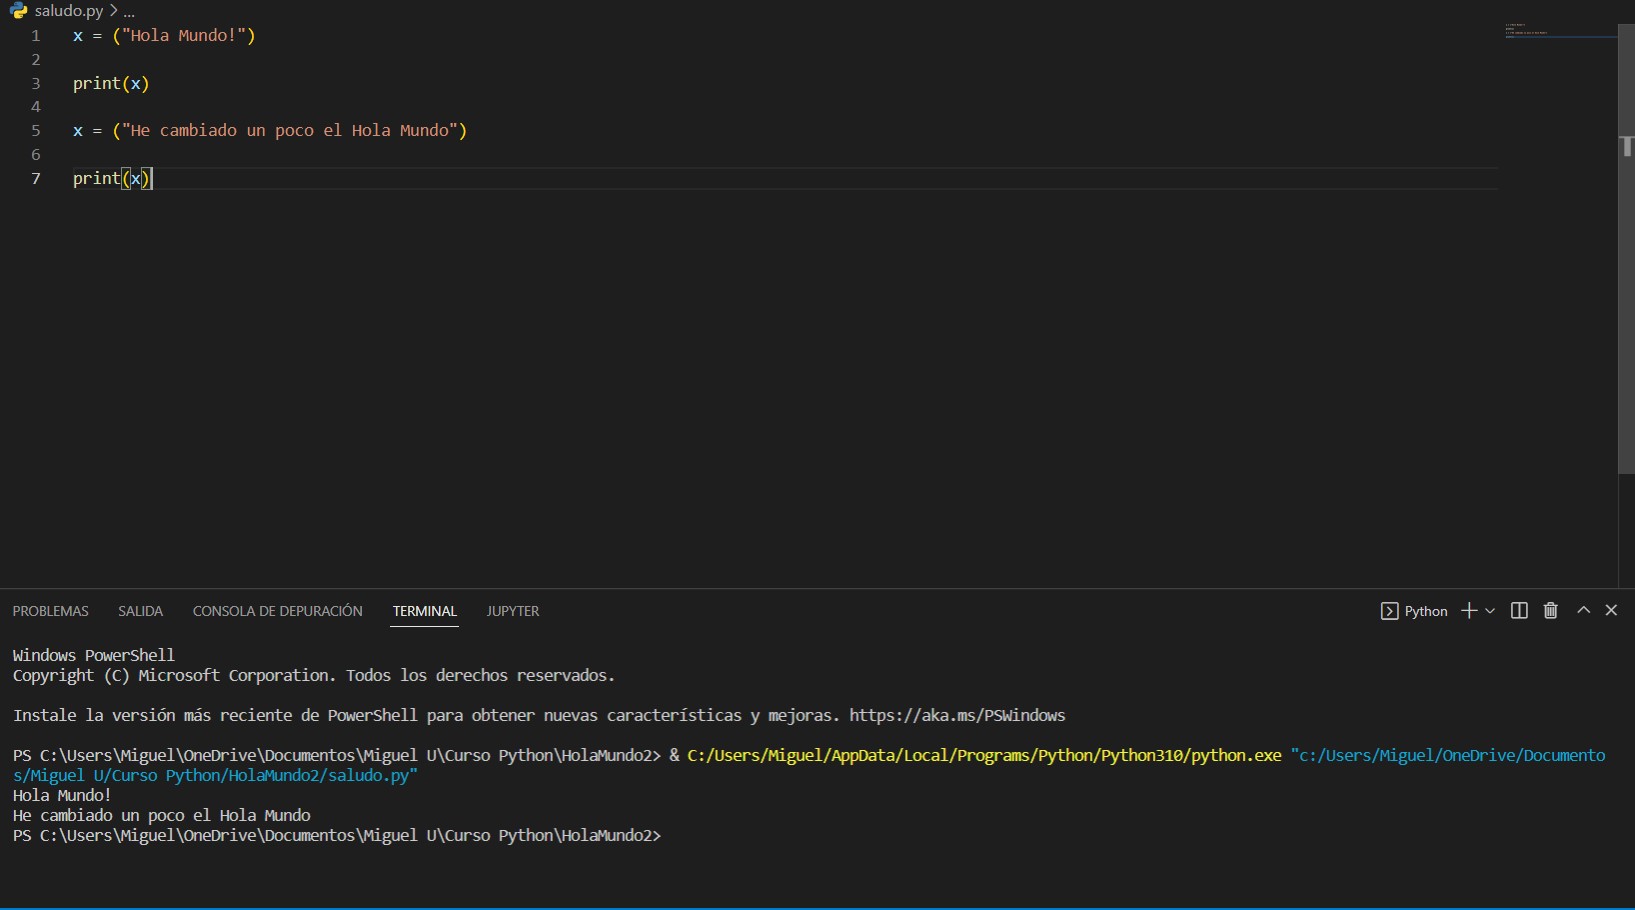 saludo.py > ...
1 x = ("Hola Mundo!")
2
3 print(x)
4
5 x = ("He cambiado un poco el Hola Mundo")
6
7 print(x)
PROBLEMAS SALIDA CONSOLA DE DEPURACIÓN TERMINAL JUPYTER Python
Windows PowerShell
Copyright (C) Microsoft Corporation. Todos los derechos reservados.
Instale la versión más reciente de PowerShell para obtener nuevas características y mejoras. https://aka.ms/PSWindows
PS C:\Users\Miguel\OneDrive\Documentos\Miguel U\Curso Python\HolaMundo2> & C:/Users/Miguel/AppData/Local/Programs/Python/Python310/python.exe "c:/Users/Miguel/OneDrive/Documento
s/Miguel U/Curso Python/HolaMundo2/saludo.py"
Hola Mundo!
He cambiado un poco el Hola Mundo
PS C:\Users\Miguel\OneDrive\Documentos\Miguel U\Curso Python\HolaMundo2>